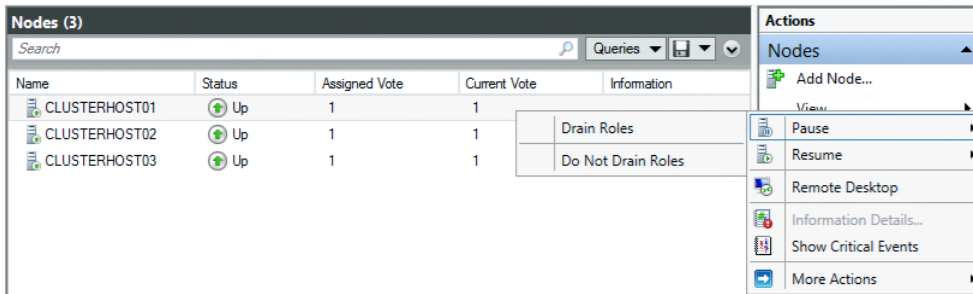 Nodes (3)
Search
Queries
Name Status Assigned Vote Current Vote Information
CLUSTERHOST01 Up 1 1
CLUSTERHOST02 Up 1 1
CLUSTERHOST03 Up 1 1
Drain Roles
Do Not Drain Roles
Actions
Nodes
Add Node...
View
Pause
Resume
Remote Desktop
Information Details...
Show Critical Events
More Actions